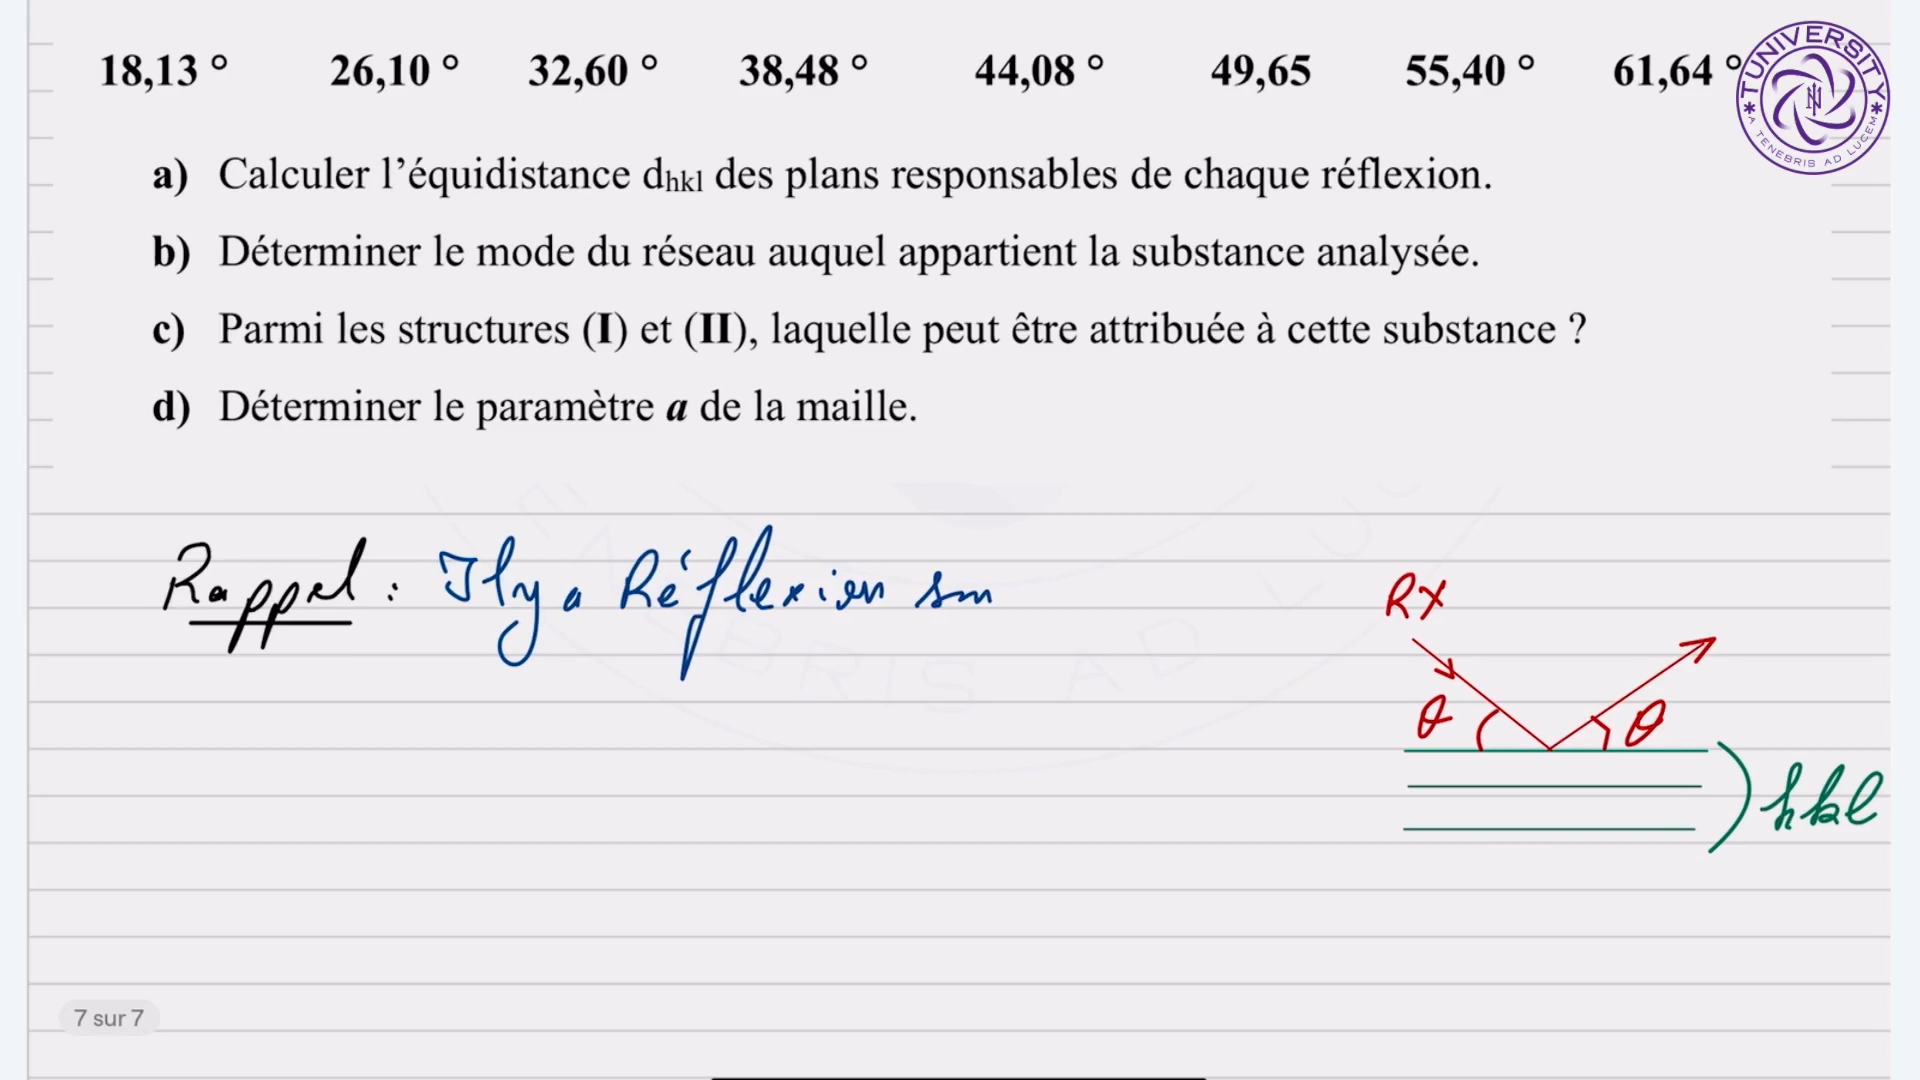 18,13 ° 26,10 ° 32,60 ° 38,48 ° 44,08 ° 49,65 55,40 ° 61,64 °
TUNIVERSITY
A TENEBRIS AD LUCEM
a) Calculer l’équidistance dhkl des plans responsables de chaque réflexion.
b) Déterminer le mode du réseau auquel appartient la substance analysée.
c) Parmi les structures (I) et (II), laquelle peut être attribuée à cette substance ?
d) Déterminer le paramètre a de la maille.
Rappel : Il y a Réflexion sm
RX
θ θ
hkl
7 sur 7